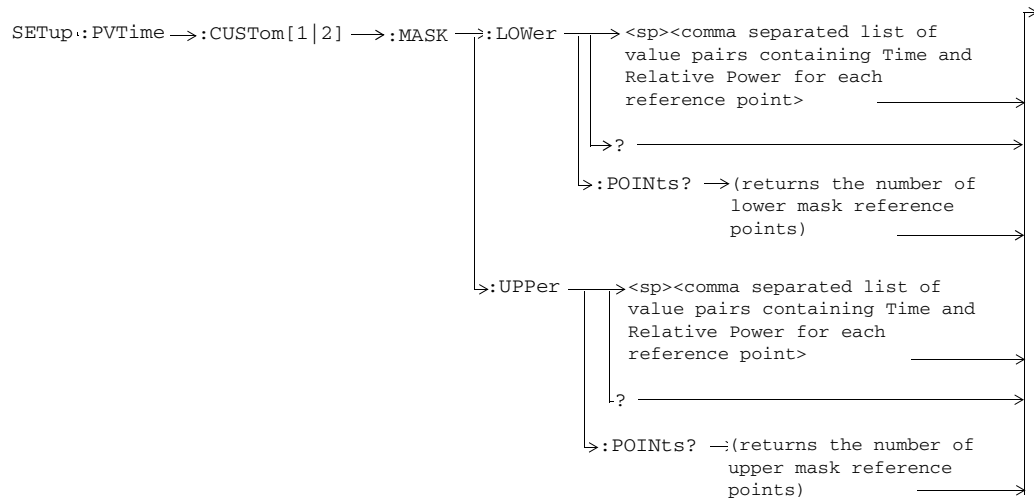 SETup:PVTime :CUSTom[1|2] :MASK :LOWer <sp><comma separated list of
value pairs containing Time and
Relative Power for each
reference point>
?
:POINts? (returns the number of
lower mask reference
points)
:UPPer <sp><comma separated list of
value pairs containing Time and
Relative Power for each
reference point>
?
:POINts? (returns the number of
upper mask reference
points)